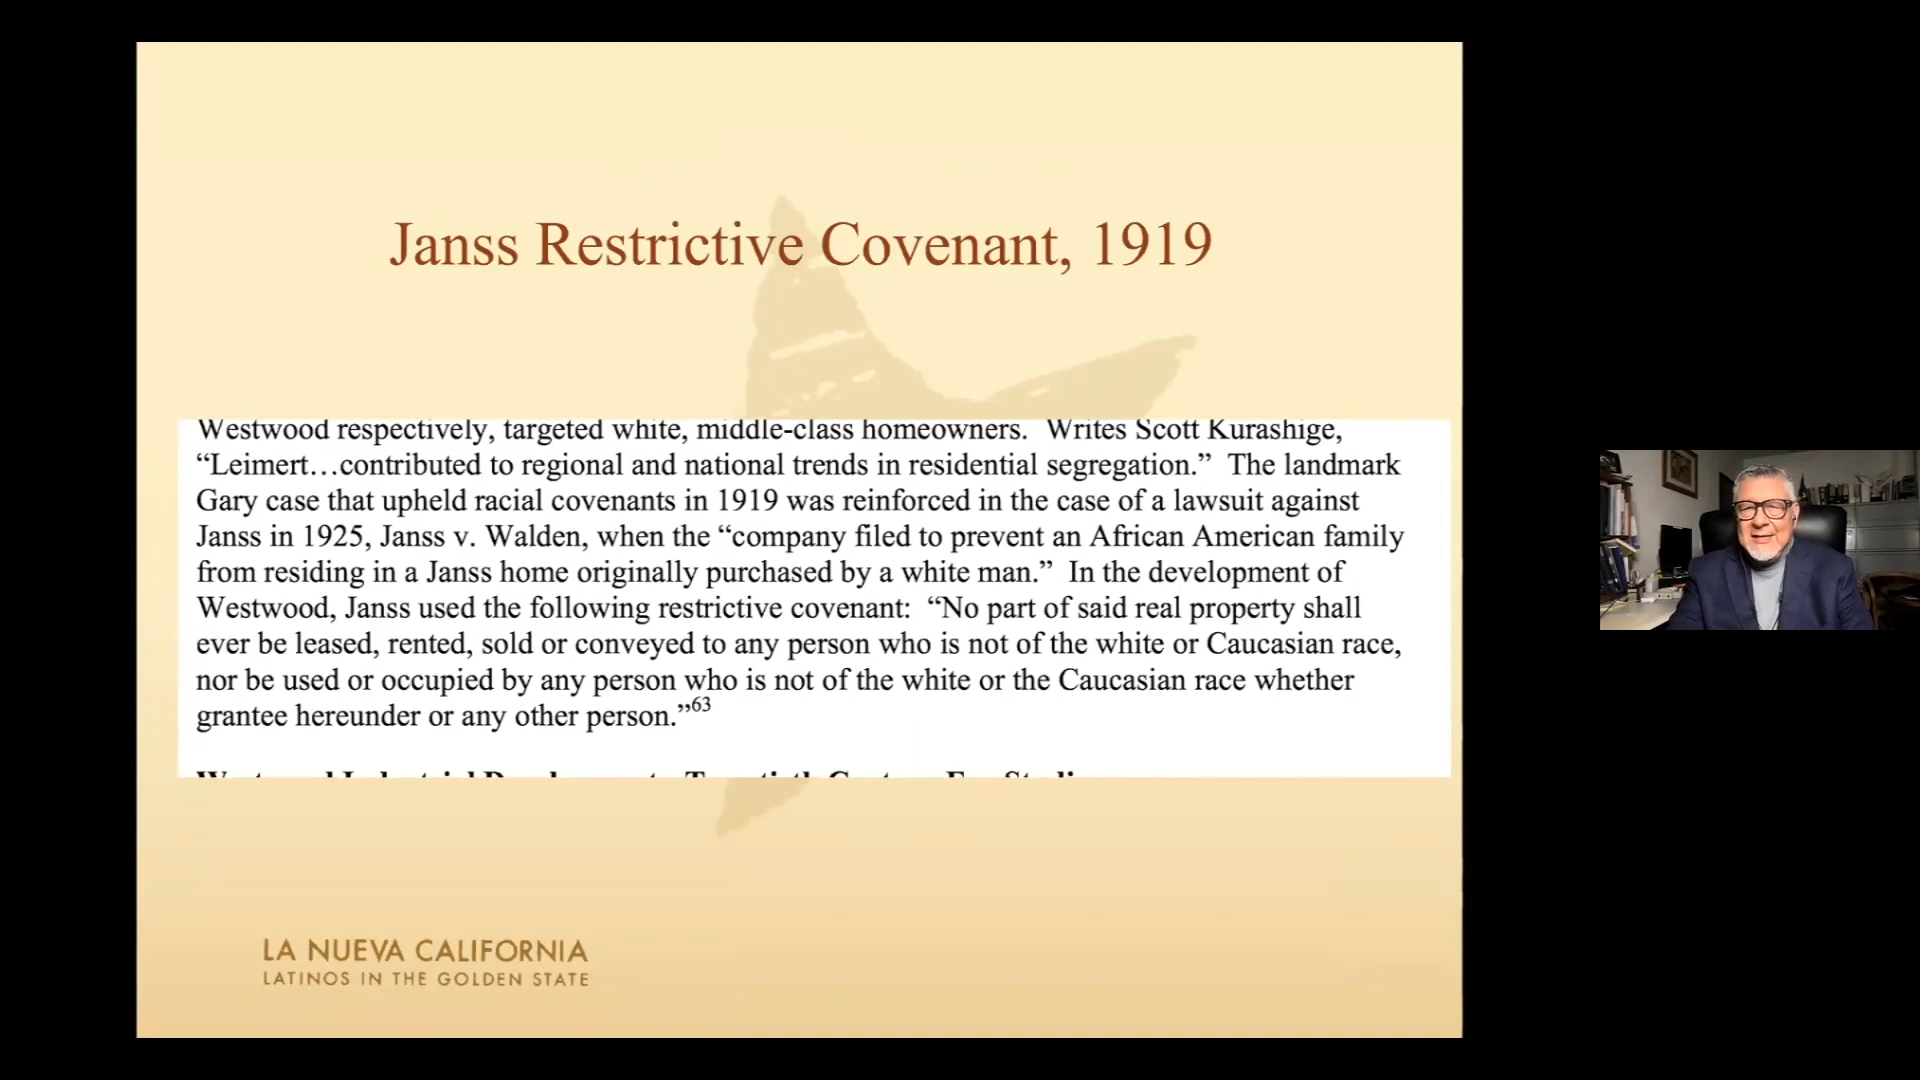 Janss Restrictive Covenant, 1919
Westwood respectively, targeted white, middle-class homeowners.  Writes Scott Kurashige,
“Leimert…contributed to regional and national trends in residential segregation.”  The landmark
Gary case that upheld racial covenants in 1919 was reinforced in the case of a lawsuit against
Janss in 1925, Janss v. Walden, when the “company filed to prevent an African American family
from residing in a Janss home originally purchased by a white man.”  In the development of
Westwood, Janss used the following restrictive covenant:  “No part of said real property shall
ever be leased, rented, sold or conveyed to any person who is not of the white or Caucasian race,
nor be used or occupied by any person who is not of the white or the Caucasian race whether
grantee hereunder or any other person.”63
LA NUEVA CALIFORNIA
LATINOS IN THE GOLDEN STATE